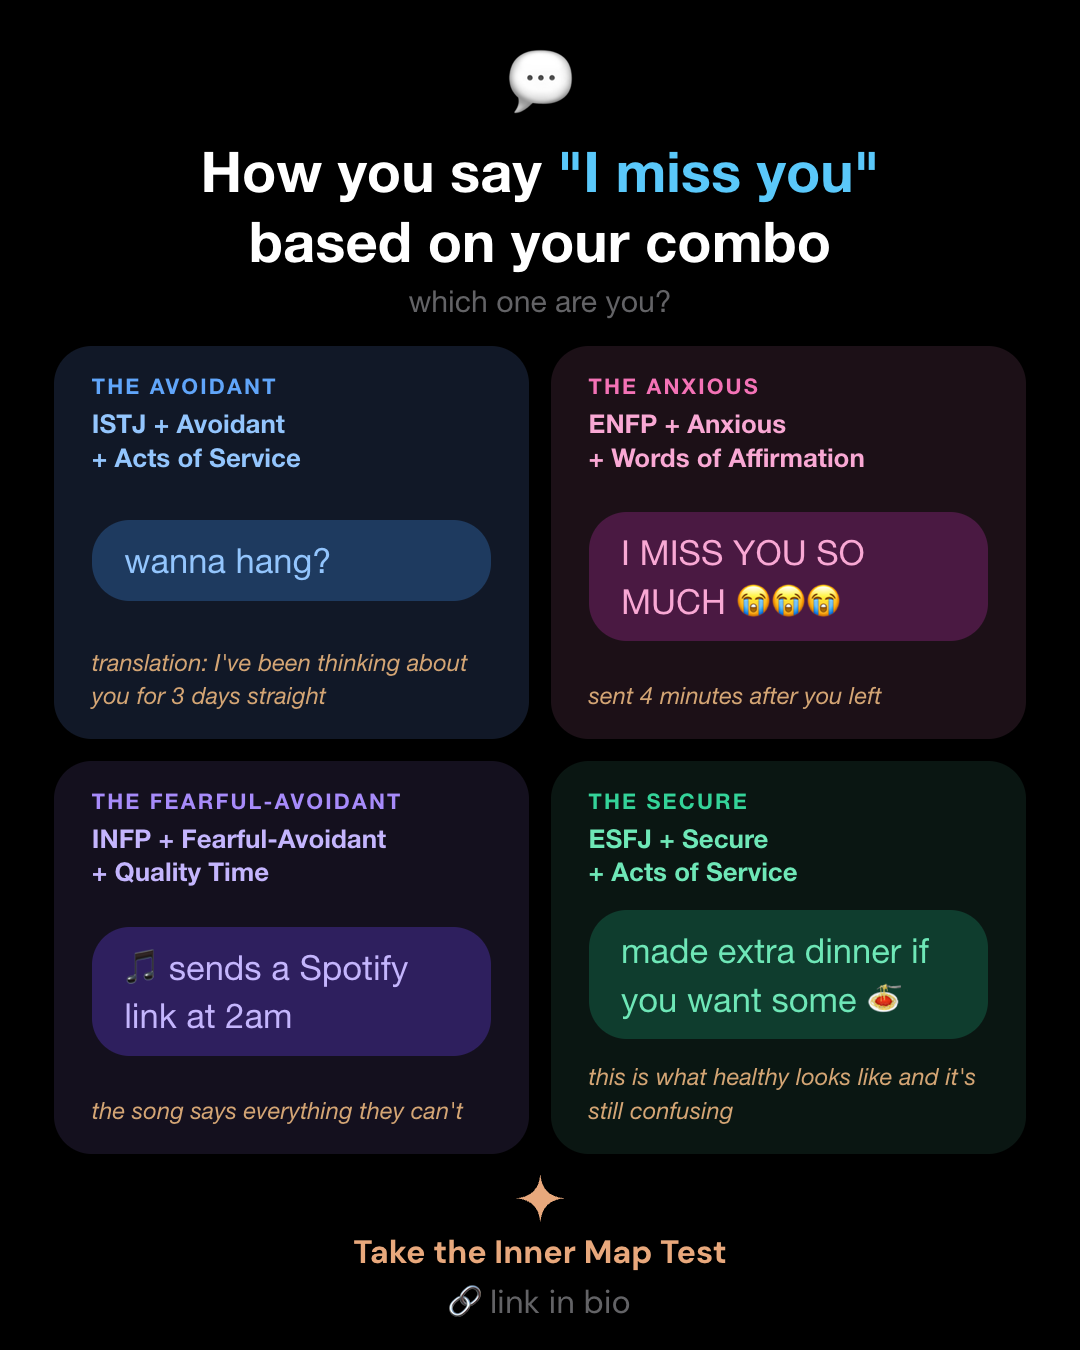 How you say "I miss you"
based on your combo
which one are you?
THE AVOIDANT
ISTJ + Avoidant
+ Acts of Service
wanna hang?
translation: I've been thinking about
you for 3 days straight
THE ANXIOUS
ENFP + Anxious
+ Words of Affirmation
I MISS YOU SO
MUCH 😭😭😭
sent 4 minutes after you left
THE FEARFUL-AVOIDANT
INFP + Fearful-Avoidant
+ Quality Time
🎵 sends a Spotify
link at 2am
the song says everything they can't
THE SECURE
ESFJ + Secure
+ Acts of Service
made extra dinner if
you want some 🍝
this is what healthy looks like and it's
still confusing
Take the Inner Map Test
🔗 link in bio